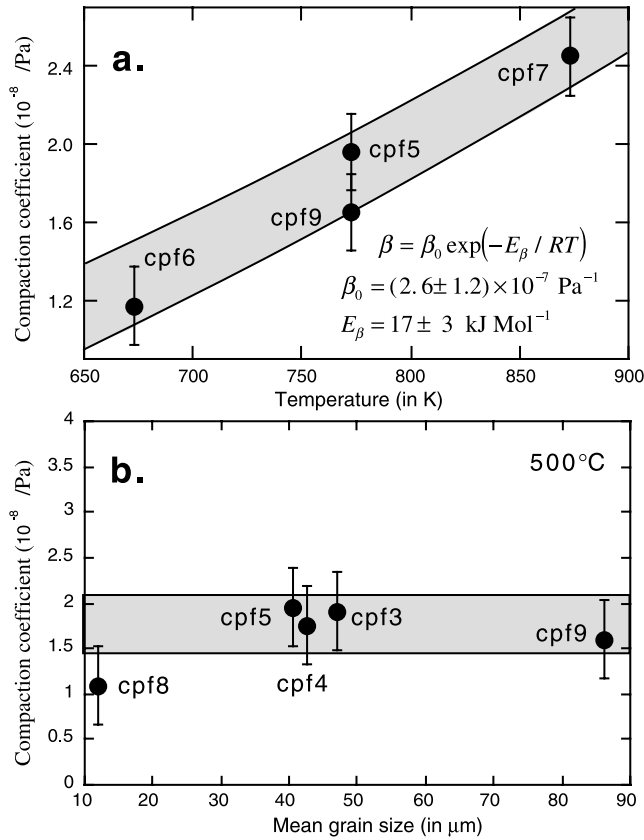 a.
Compaction coefficient (10⁻⁸ /Pa)
2.4
2.0
1.6
1.2
cpf7
cpf5
cpf9
cpf6
β = β₀ exp(−Eᵦ / RT)
β₀ = (2.6± 1.2) × 10⁻⁷ Pa⁻¹
Eᵦ = 17 ± 3 kJ Mol⁻¹
650 700 750 800 850 900
Temperature (in K)
b.
500°C
Compaction coefficient (10⁻⁸ /Pa)
4
3.5
3
2.5
2
1.5
1
0.5
0
cpf5
cpf3
cpf9
cpf4
cpf8
10 20 30 40 50 60 70 80 90
Mean grain size (in µm)